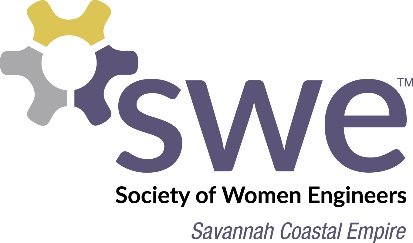 swe™
Society of Women Engineers
Savannah Coastal Empire